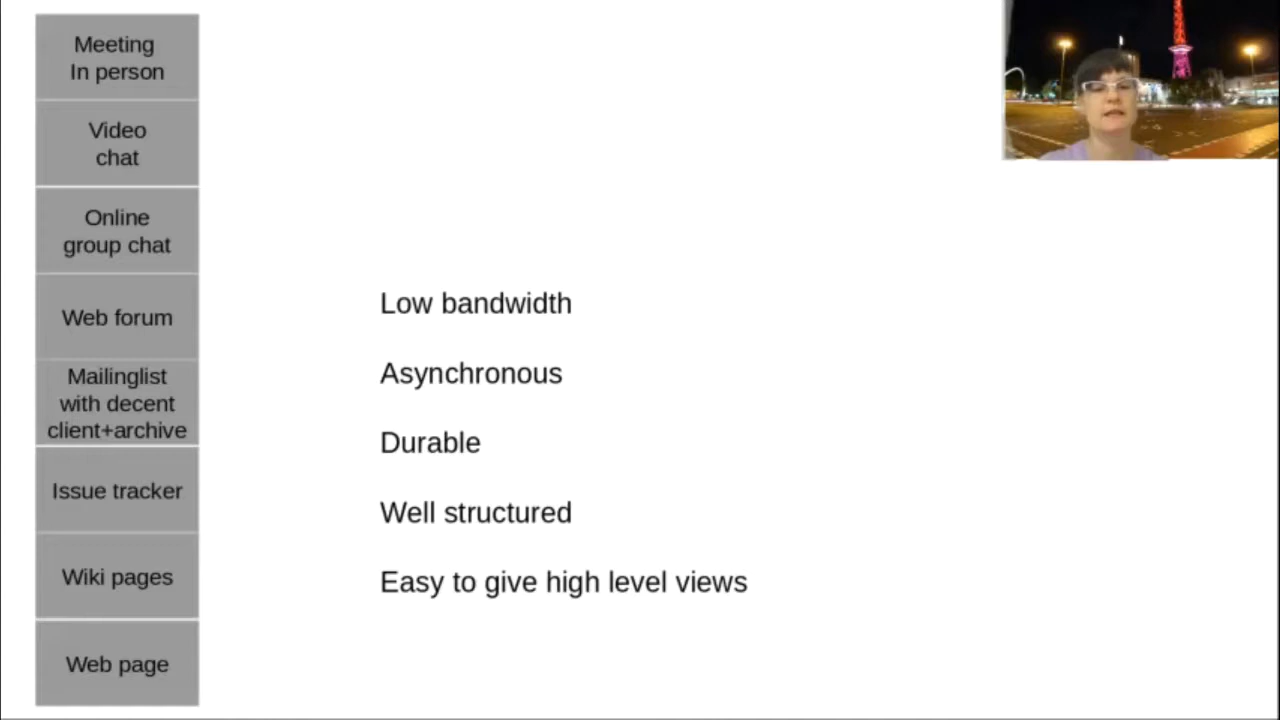 Meeting
In person
Video
chat
Online
group chat
Web forum
Mailinglist
with decent
client+archive
Issue tracker
Wiki pages
Web page
Low bandwidth
Asynchronous
Durable
Well structured
Easy to give high level views